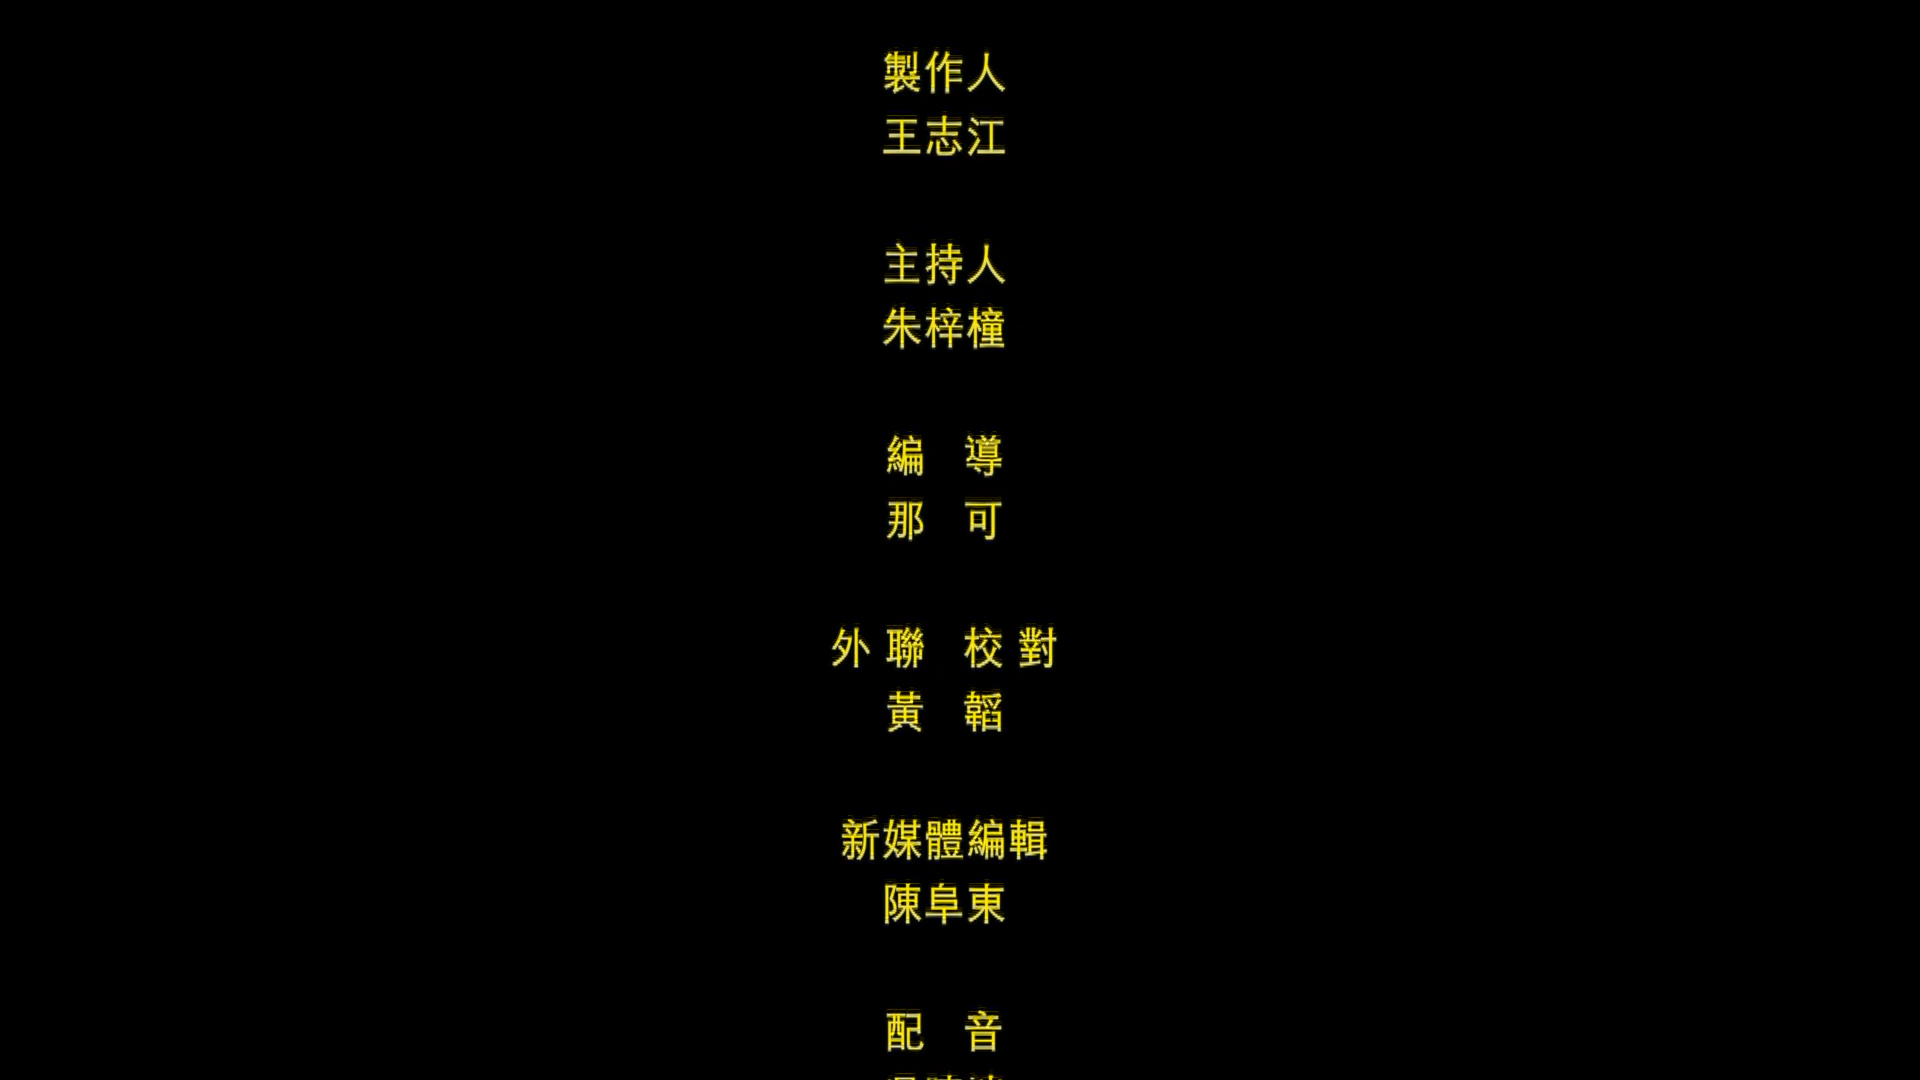 製作人
王志江
主持人
朱梓橦
編 導
那 可
外 聯 校 對
黃 韜
新媒體編輯
陳阜東
配 音